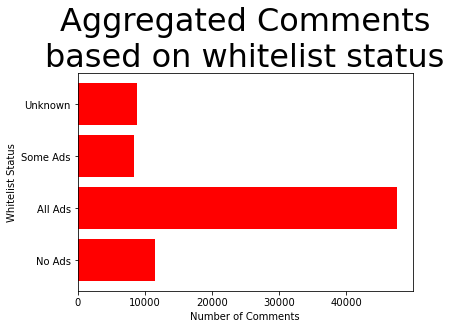 Aggregated Comments
based on whitelist status
Unknown
Some Ads
All Ads
No Ads
Whitelist Status
0 10000 20000 30000 40000
Number of Comments